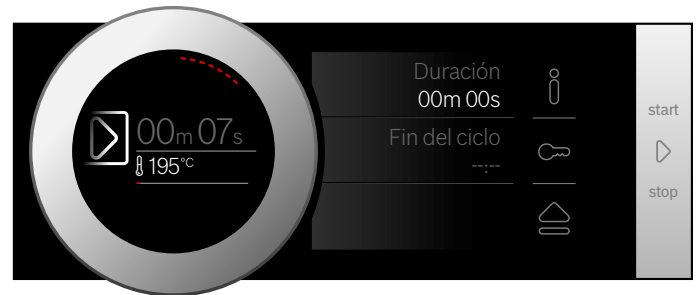 00m 07s
195°C
Duración
00m 00s
Fin del ciclo
--:--
start
stop